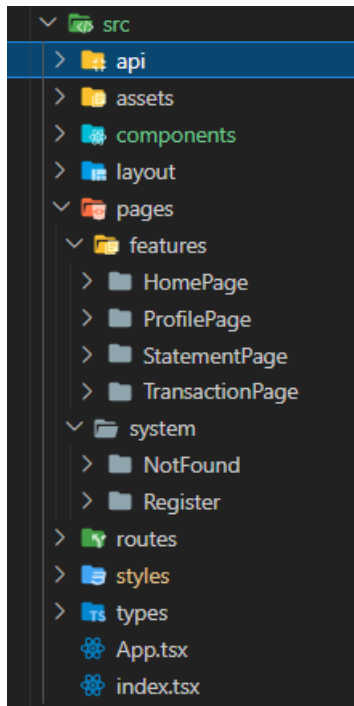 src
api
assets
components
layout
pages
features
HomePage
ProfilePage
StatementPage
TransactionPage
system
NotFound
Register
routes
styles
TS types
App.tsx
index.tsx